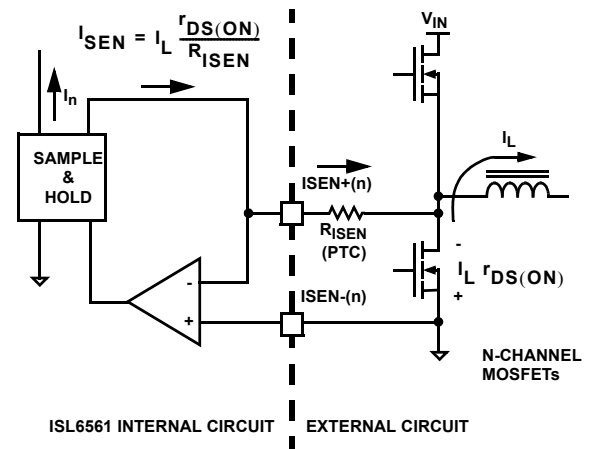 I_SEN = I_L r_DS(ON) / R_ISEN
V_IN
I_n
I_L
SAMPLE
&
HOLD
ISEN+(n)
R_ISEN
(PTC)
-
I_L r_DS(ON)
+
-
+
ISEN-(n)
N-CHANNEL
MOSFETs
ISL6561 INTERNAL CIRCUIT
EXTERNAL CIRCUIT